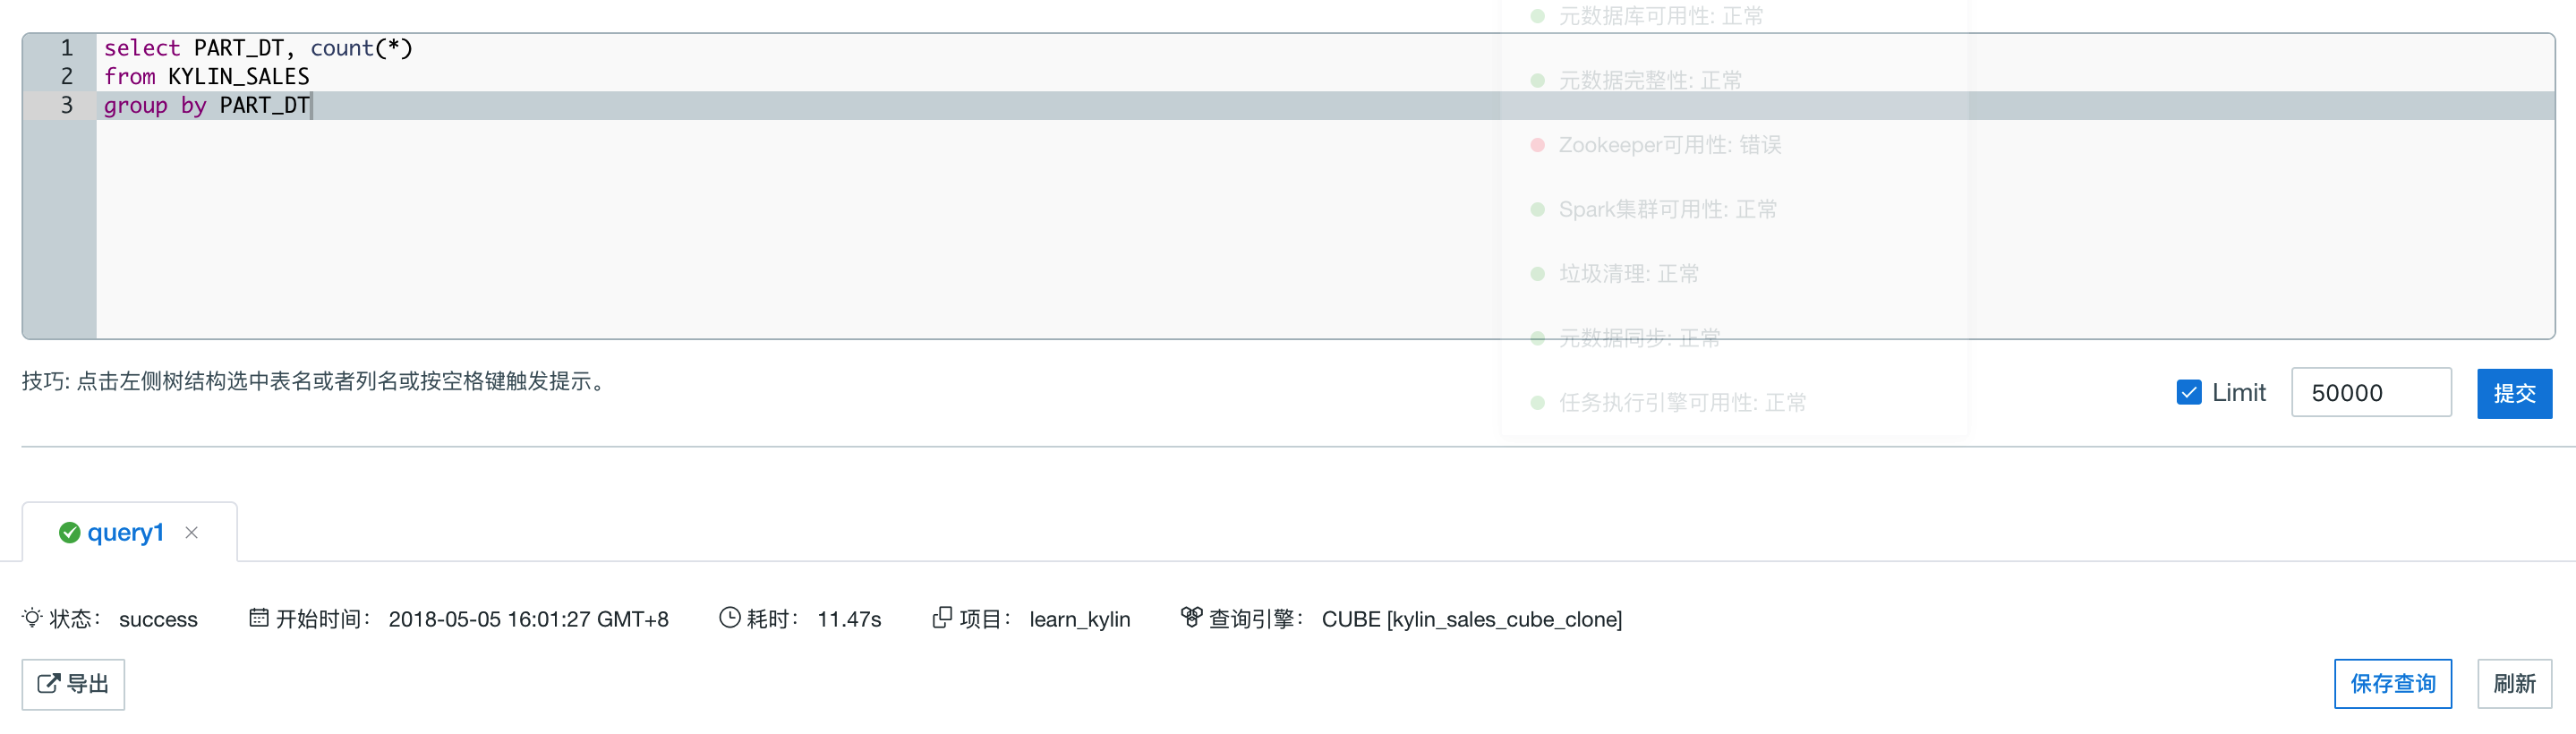 元数据库可用性: 正常
1 select PART_DT, count(*)
2 from KYLIN_SALES
元数据完整性: 正常
3 group by PART_DT
Zookeeper可用性: 错误
Spark集群可用性: 正常
垃圾清理: 正常
元数据同步: 正常
技巧: 点击左侧树结构选中表名或者列名或按空格键触发提示。
任务执行引擎可用性: 正常
Limit 50000 提交
query1 ×
状态: success 开始时间: 2018-05-05 16:01:27 GMT+8 耗时: 11.47s 项目: learn_kylin 查询引擎: CUBE [kylin_sales_cube_clone]
导出 保存查询 刷新